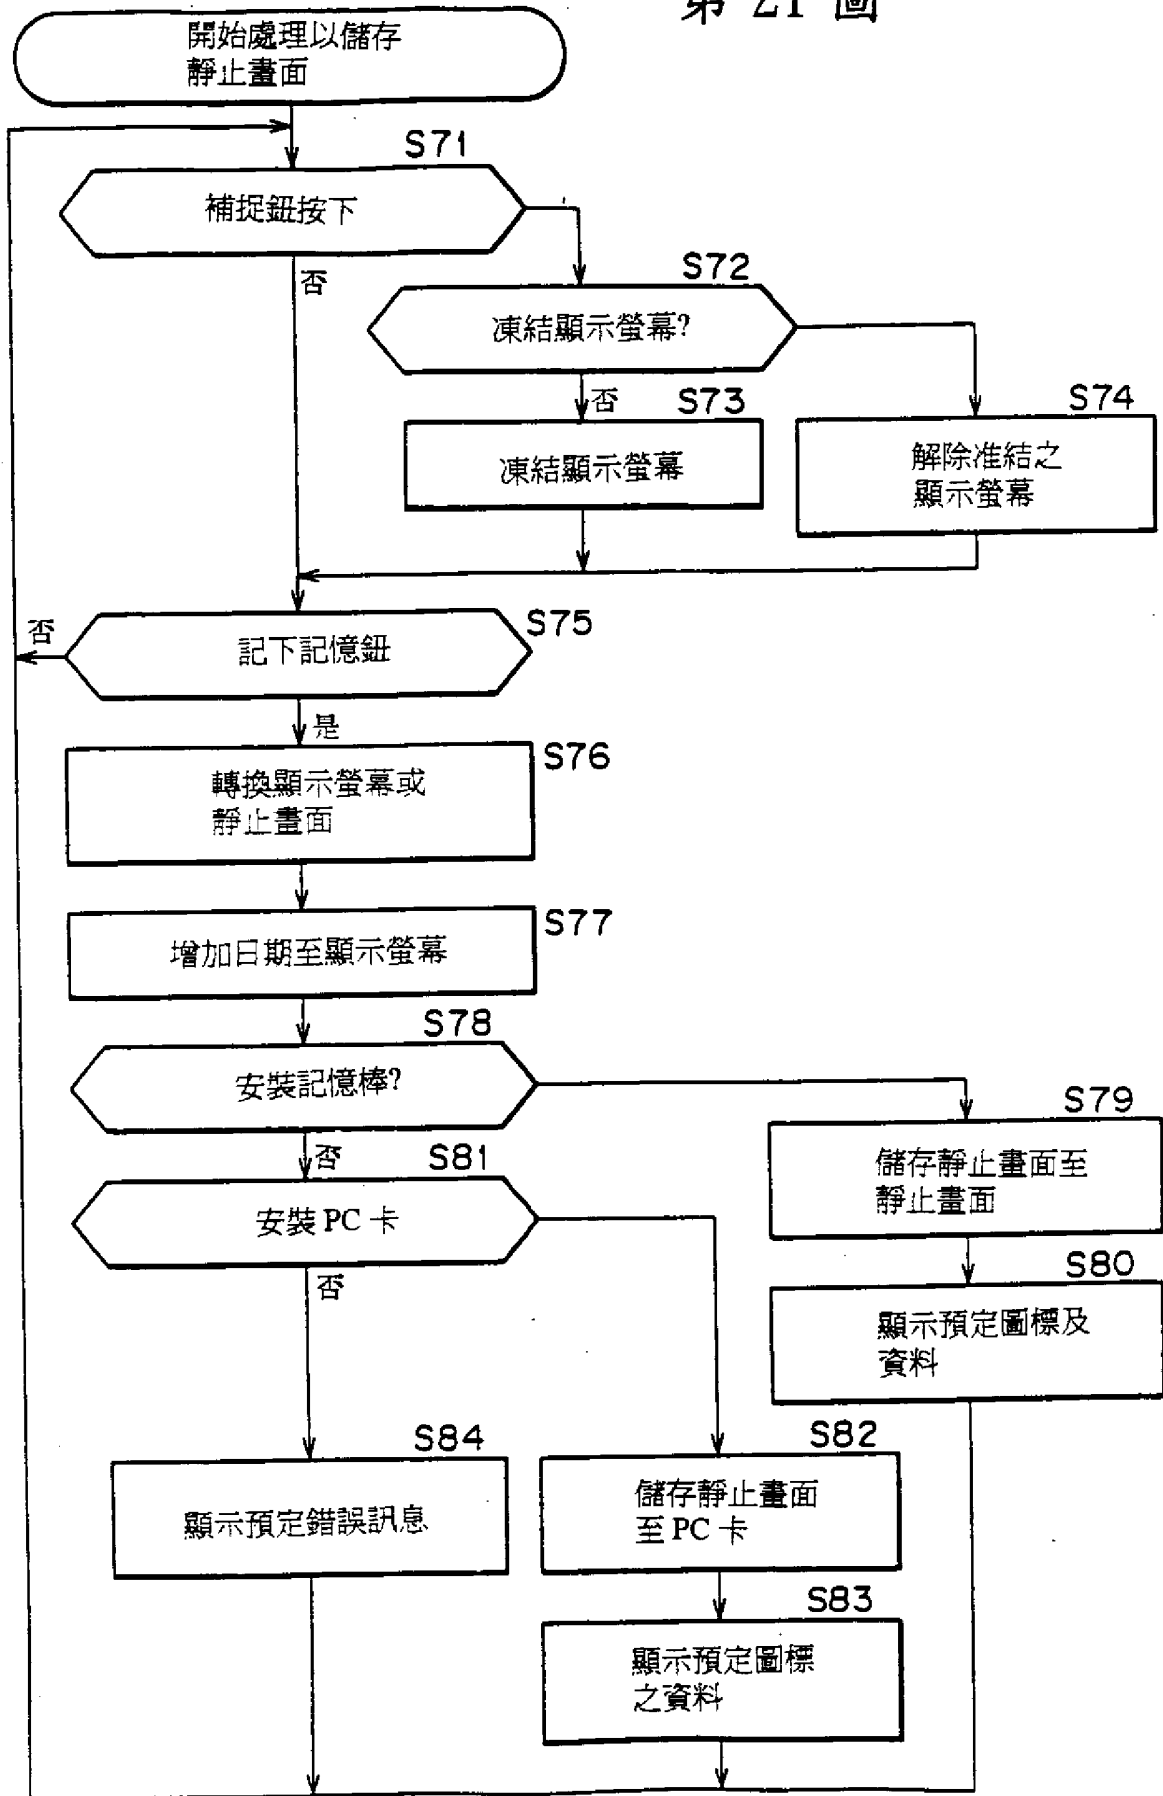 第 21 圖
開始處理以儲存
靜止畫面
S71
補捉鈕按下
否
S72
凍結顯示螢幕?
否
S73
凍結顯示螢幕
S74
解除准結之
顯示螢幕
S75
否
記下記憶鈕
是
S76
轉換顯示螢幕或
靜止畫面
S77
增加日期至顯示螢幕
S78
安裝記憶棒?
否
S79
儲存靜止畫面至
靜止畫面
S80
顯示預定圖標及
資料
S81
安裝 PC 卡
否
S84
顯示預定錯誤訊息
S82
儲存靜止畫面
至 PC 卡
S83
顯示預定圖標
之資料